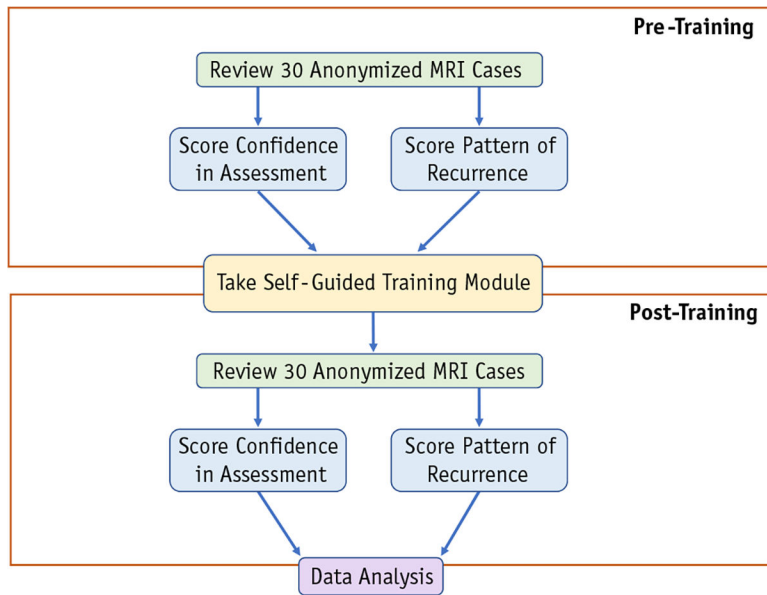 Pre-Training
Review 30 Anonymized MRI Cases
Score Confidence
in Assessment
Score Pattern of
Recurrence
Take Self-Guided Training Module
Post-Training
Review 30 Anonymized MRI Cases
Score Confidence
in Assessment
Score Pattern of
Recurrence
Data Analysis